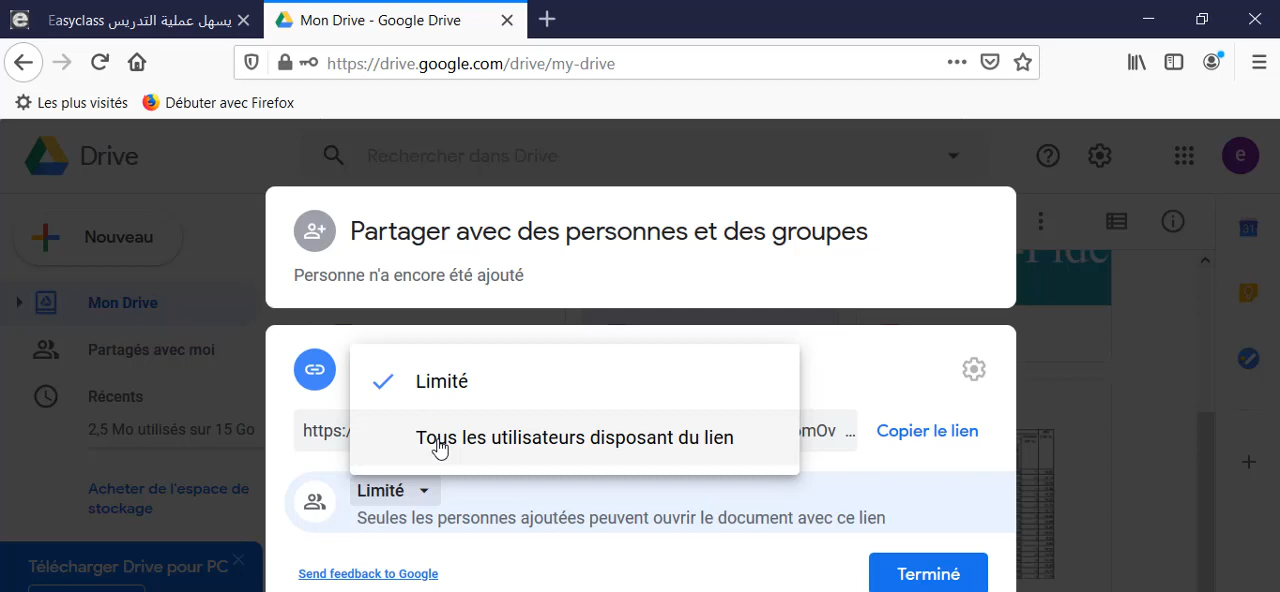 Easyclass يسهل عملية التدريس
Mon Drive - Google Drive
https://drive.google.com/drive/my-drive
Les plus visités
Débuter avec Firefox
Drive
Rechercher dans Drive
e
Nouveau
Partager avec des personnes et des groupes
Personne n'a encore été ajouté
Mon Drive
Partagés avec moi
Récents
2,5 Mo utilisés sur 15 Go
Acheter de l'espace de
stockage
Télécharger Drive pour PC
Limité
Tous les utilisateurs disposant du lien
https:/
mOv ...
Copier le lien
Limité
Seules les personnes ajoutées peuvent ouvrir le document avec ce lien
Send feedback to Google
Terminé
31